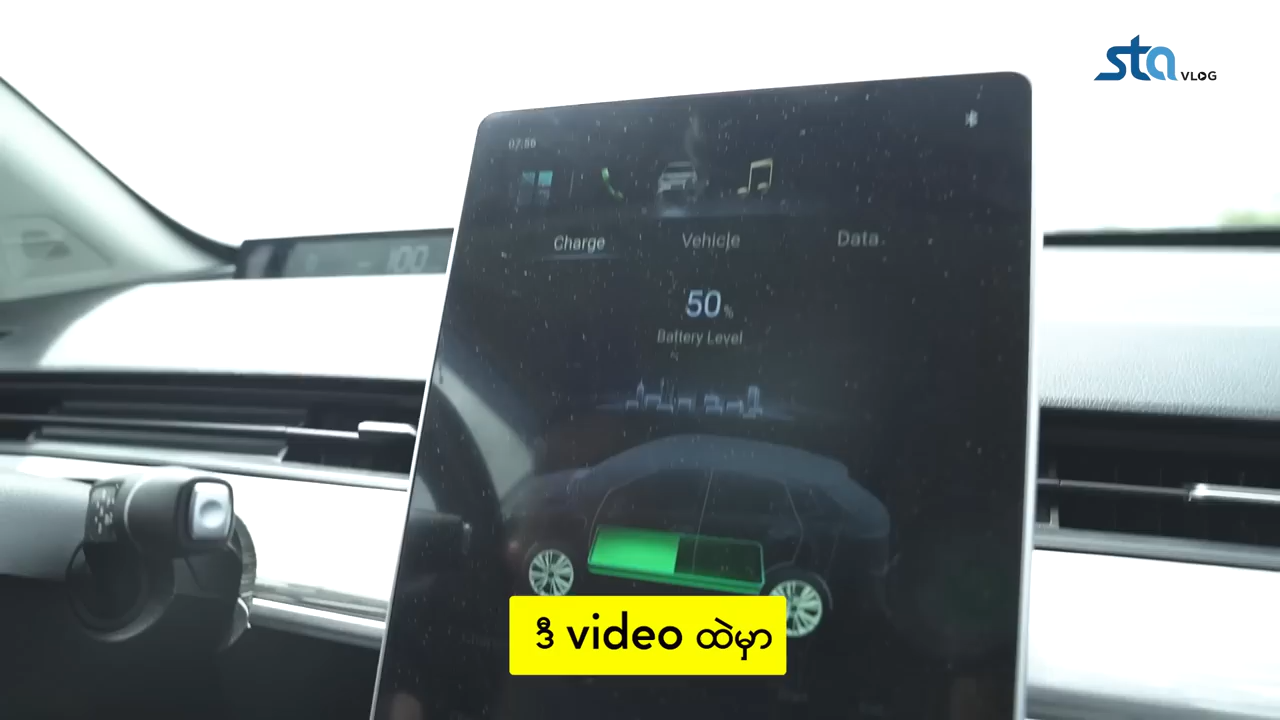 sta VLOG
07:56
Charge Vehicle Data
100
50 %
Battery Level
ဒီ video ထဲမှာ